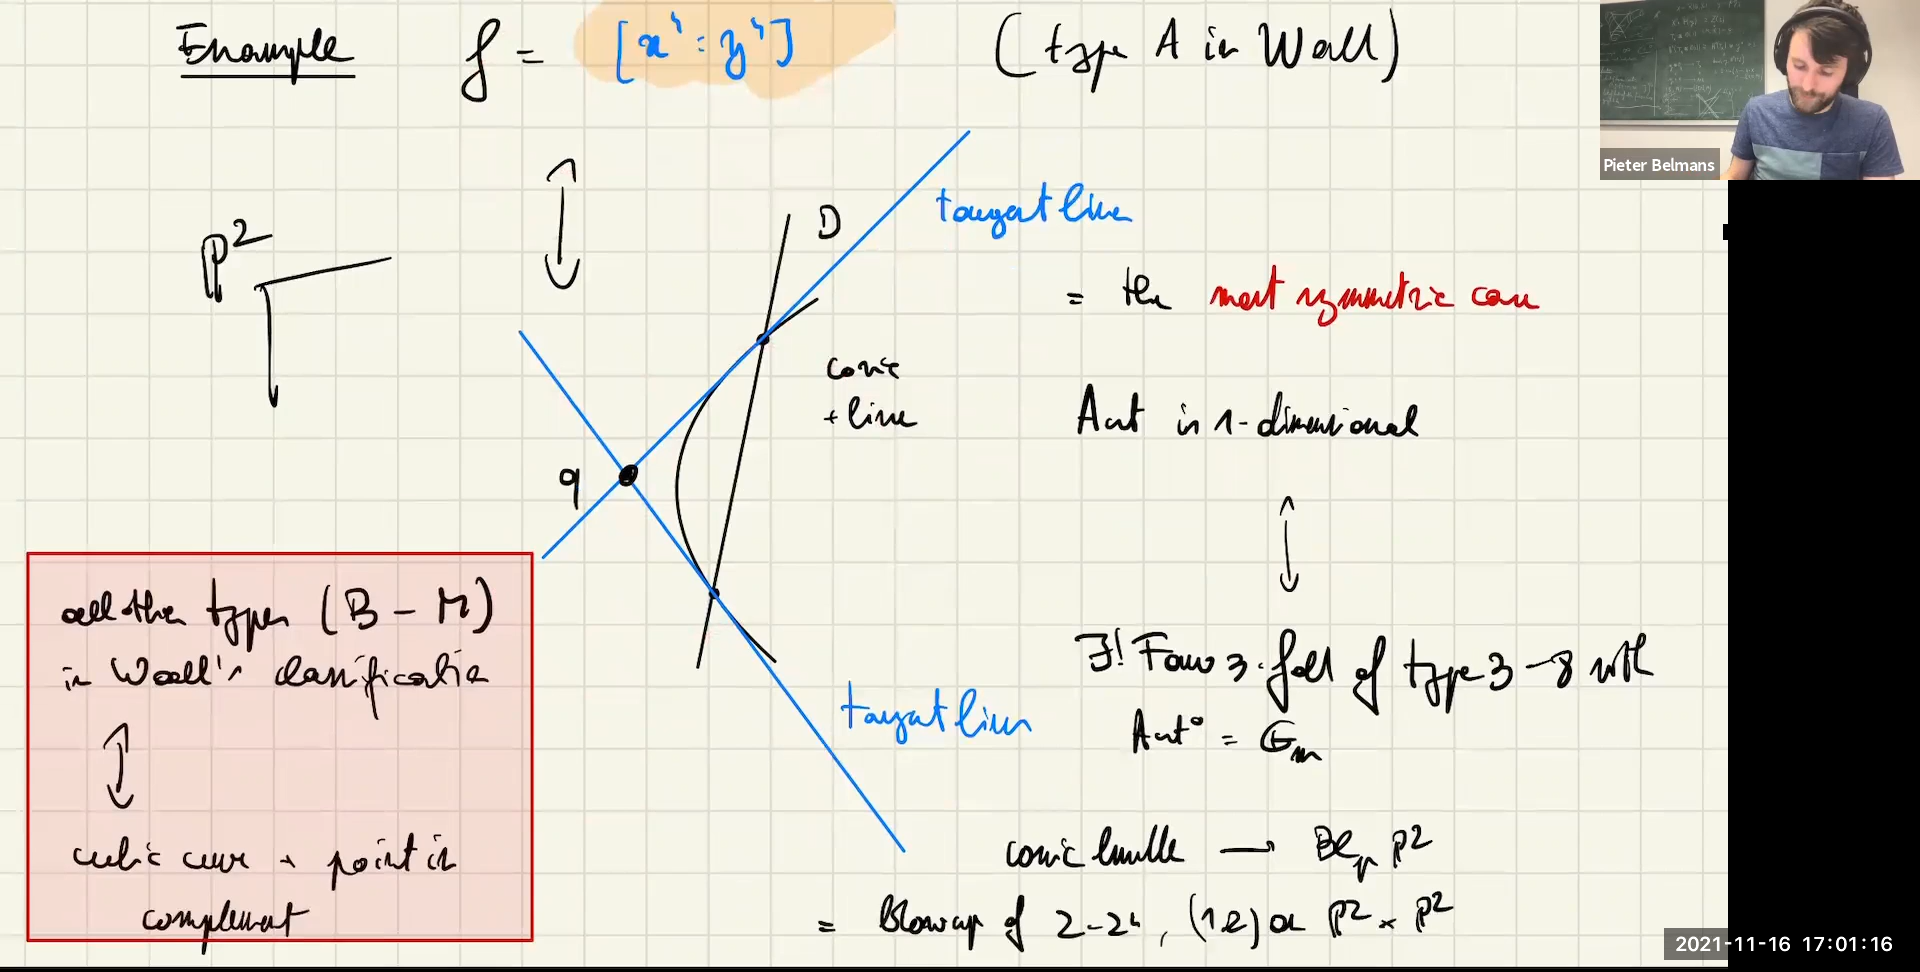 Example f = [x⁴ : y⁴] (type A in Wall)
Pieter Belmans
P² D tangent line
= the most symmetric case
conic
+ line
Aut is 1-dimensional
q
all the types (B – M)
in Wall's classification
cubic curve + point in
complement
tangent line
∃! Fano 3-fold of type 3-8 with
Aut° = Gm
conic bundle → Bl_p P²
= Blowup of 2-24, (1,2) on P² × P²
2021-11-16 17:01:16